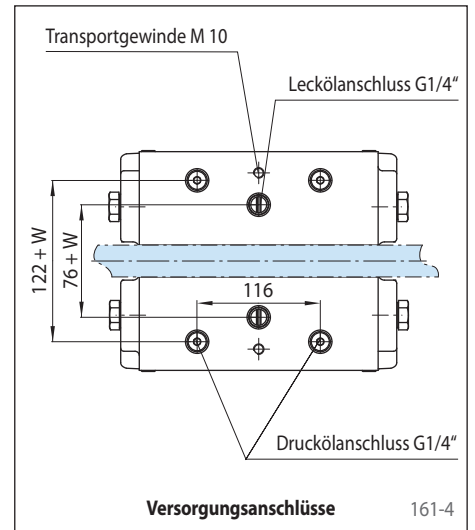 Transportgewinde M 10
Leckölanschluss G1/4“
122 + W
76 + W
116
Druckölanschluss G1/4“
Versorgungsanschlüsse
161-4